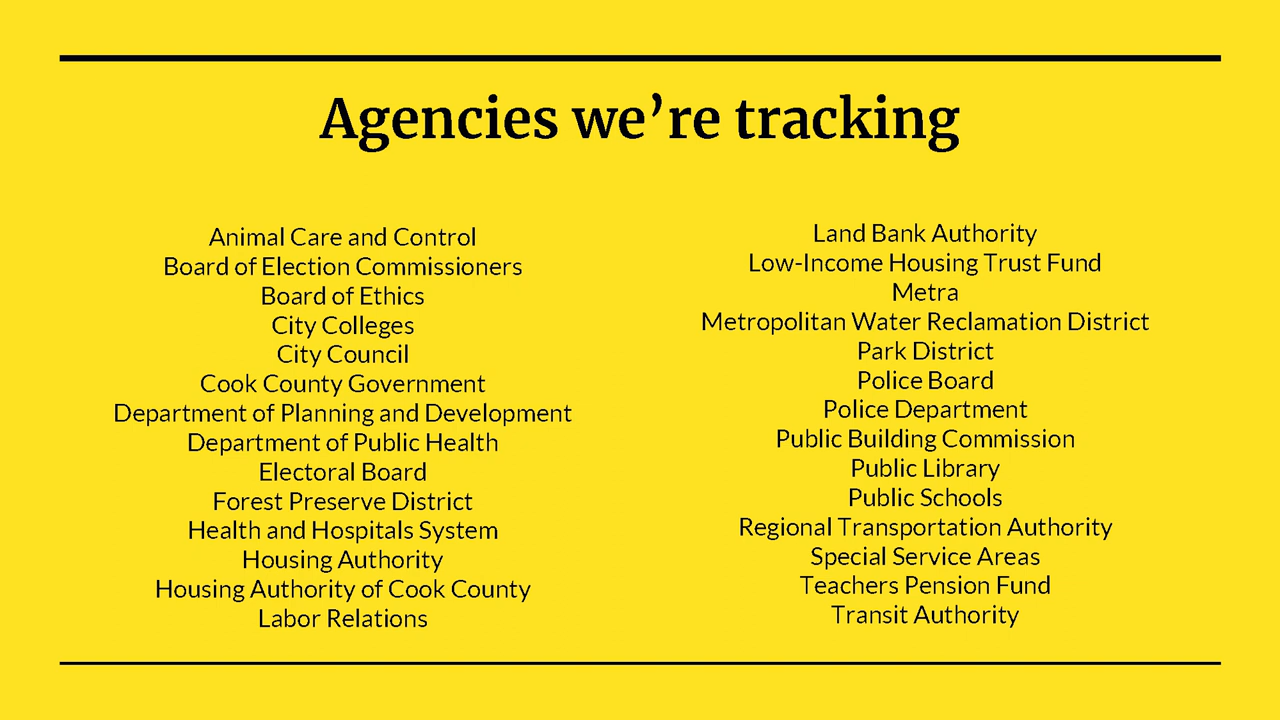 Agencies we’re tracking
Animal Care and Control
Board of Election Commissioners
Board of Ethics
City Colleges
City Council
Cook County Government
Department of Planning and Development
Department of Public Health
Electoral Board
Forest Preserve District
Health and Hospitals System
Housing Authority
Housing Authority of Cook County
Labor Relations
Land Bank Authority
Low-Income Housing Trust Fund
Metra
Metropolitan Water Reclamation District
Park District
Police Board
Police Department
Public Building Commission
Public Library
Public Schools
Regional Transportation Authority
Special Service Areas
Teachers Pension Fund
Transit Authority